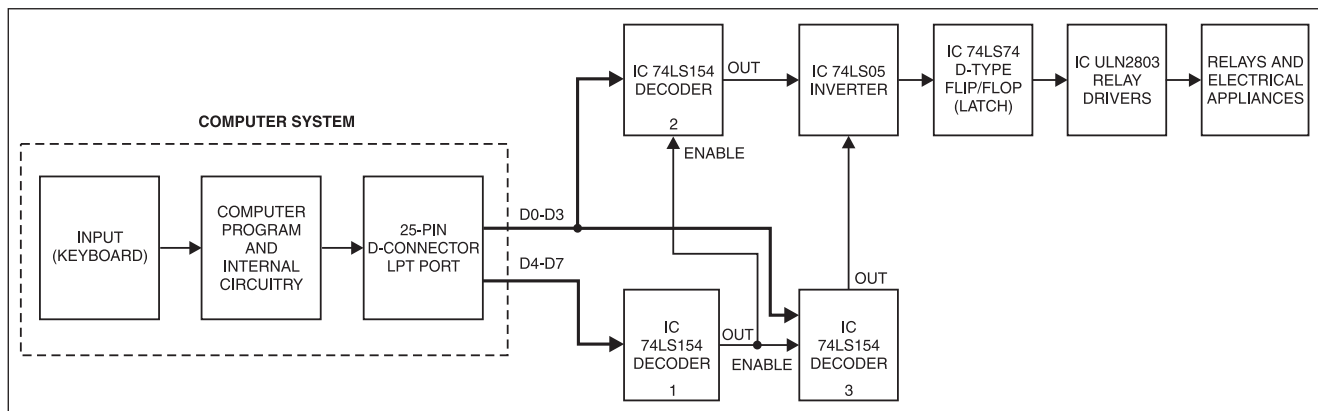 COMPUTER SYSTEM
INPUT
(KEYBOARD)
COMPUTER
PROGRAM
AND
INTERNAL
CIRCUITRY
25-PIN
D-CONNECTOR
LPT PORT
D0-D3
D4-D7
IC 74LS154
DECODER
2
OUT
ENABLE
IC 74LS05
INVERTER
IC 74LS74
D-TYPE
FLIP/FLOP
(LATCH)
IC ULN2803
RELAY
DRIVERS
RELAYS AND
ELECTRICAL
APPLIANCES
IC
74LS154
DECODER
1
OUT
ENABLE
OUT
IC
74LS154
DECODER
3